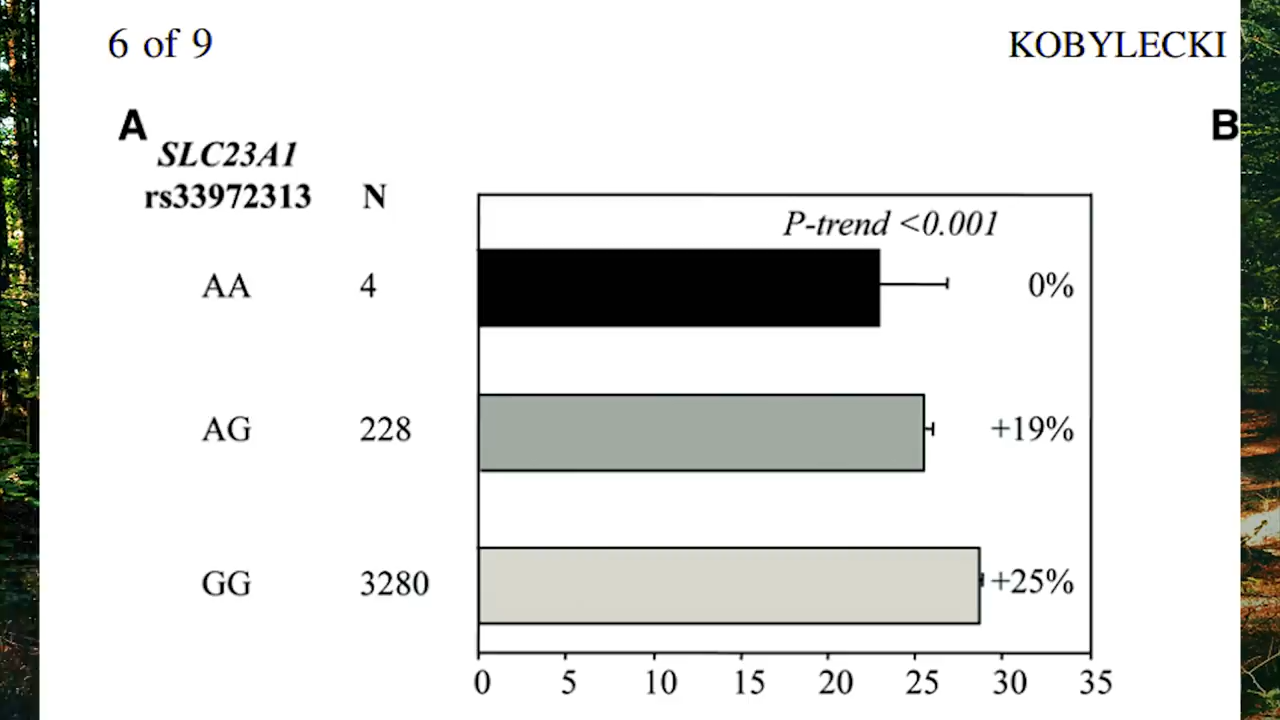 6 of 9 KOBYLECKI
A B
SLC23A1
rs33972313 N
P-trend <0.001
AA 4 0%
AG 228 +19%
GG 3280 +25%
0 5 10 15 20 25 30 35